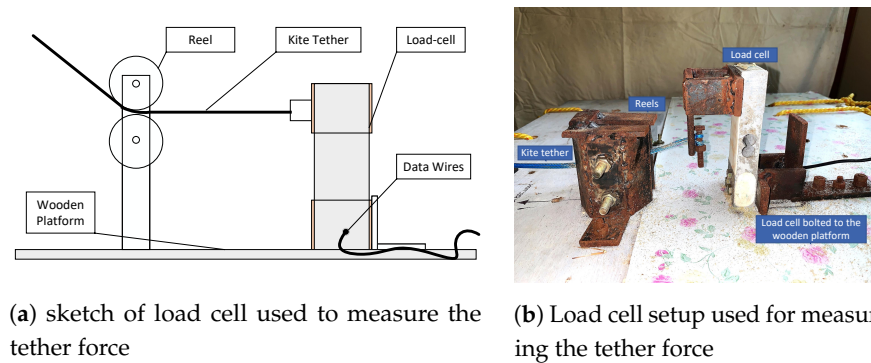 Reel
Kite Tether
Load-cell
Data Wires
Wooden
Platform
(a) sketch of load cell used to measure the
tether force
Load cell
Reels
Kite tether
Load cell bolted to the
wooden platform
(b) Load cell setup used for measur
ing the tether force